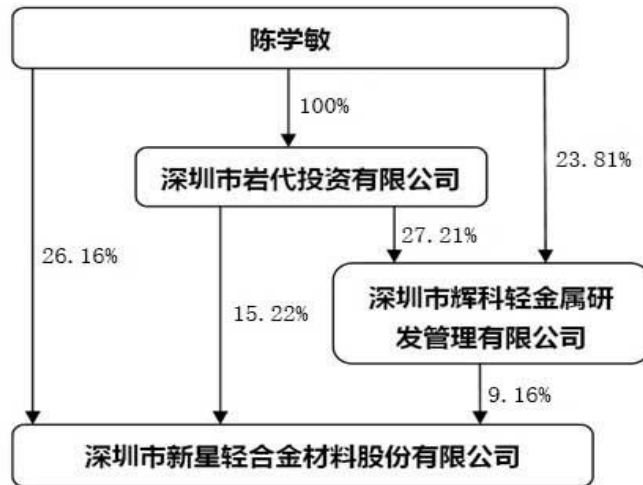 陈学敏
100%
深圳市岩代投资有限公司
23.81%
27.21%
26.16%
15.22%
深圳市辉科轻金属研
发管理有限公司
9.16%
深圳市新星轻合金材料股份有限公司